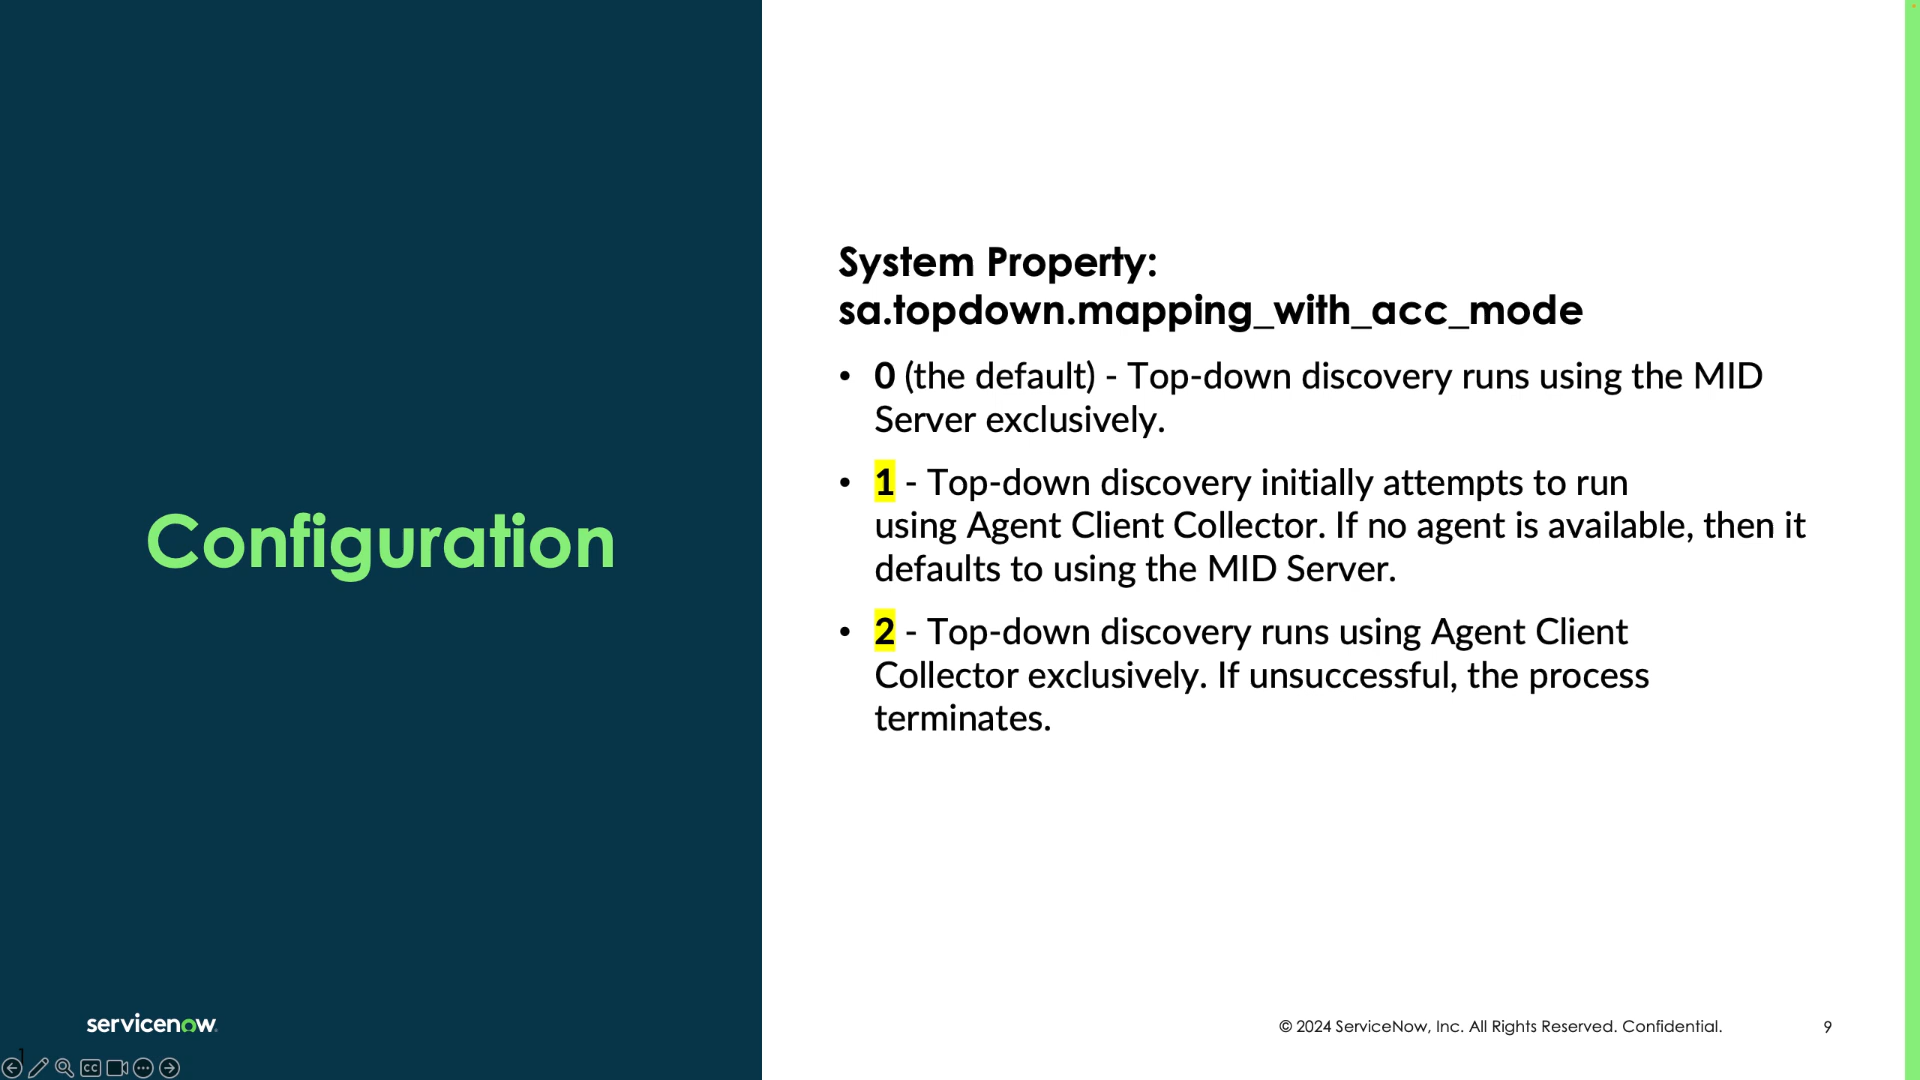 Configuration
System Property:
sa.topdown.mapping_with_acc_mode
• 0 (the default) - Top-down discovery runs using the MID
Server exclusively.
• 1 - Top-down discovery initially attempts to run
using Agent Client Collector. If no agent is available, then it
defaults to using the MID Server.
• 2 - Top-down discovery runs using Agent Client
Collector exclusively. If unsuccessful, the process
terminates.
servicenow
© 2024 ServiceNow, Inc. All Rights Reserved. Confidential.
9
1
CC